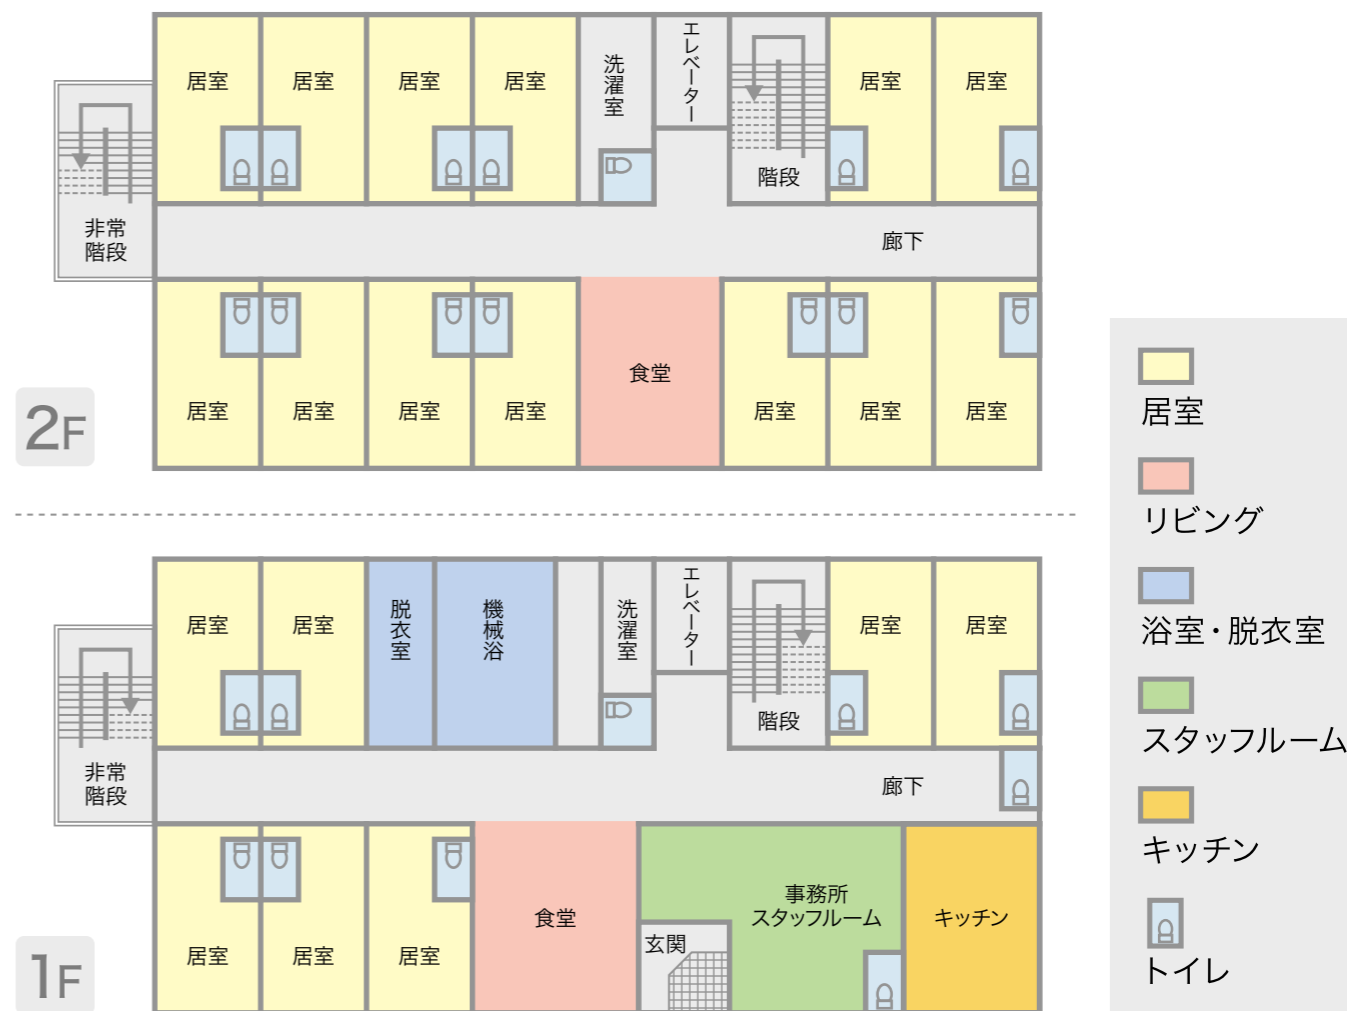 居室
居室
居室
居室
洗濯室
エレベーター
階段
居室
居室
非常
階段
廊下
居室
居室
居室
居室
食堂
居室
居室
居室
2F
居室
居室
脱衣室
機械浴
洗濯室
エレベーター
階段
居室
居室
非常
階段
廊下
居室
居室
居室
食堂
玄関
事務所
スタッフルーム
キッチン
1F
居室
リビング
浴室・脱衣室
スタッフルーム
キッチン
トイレ